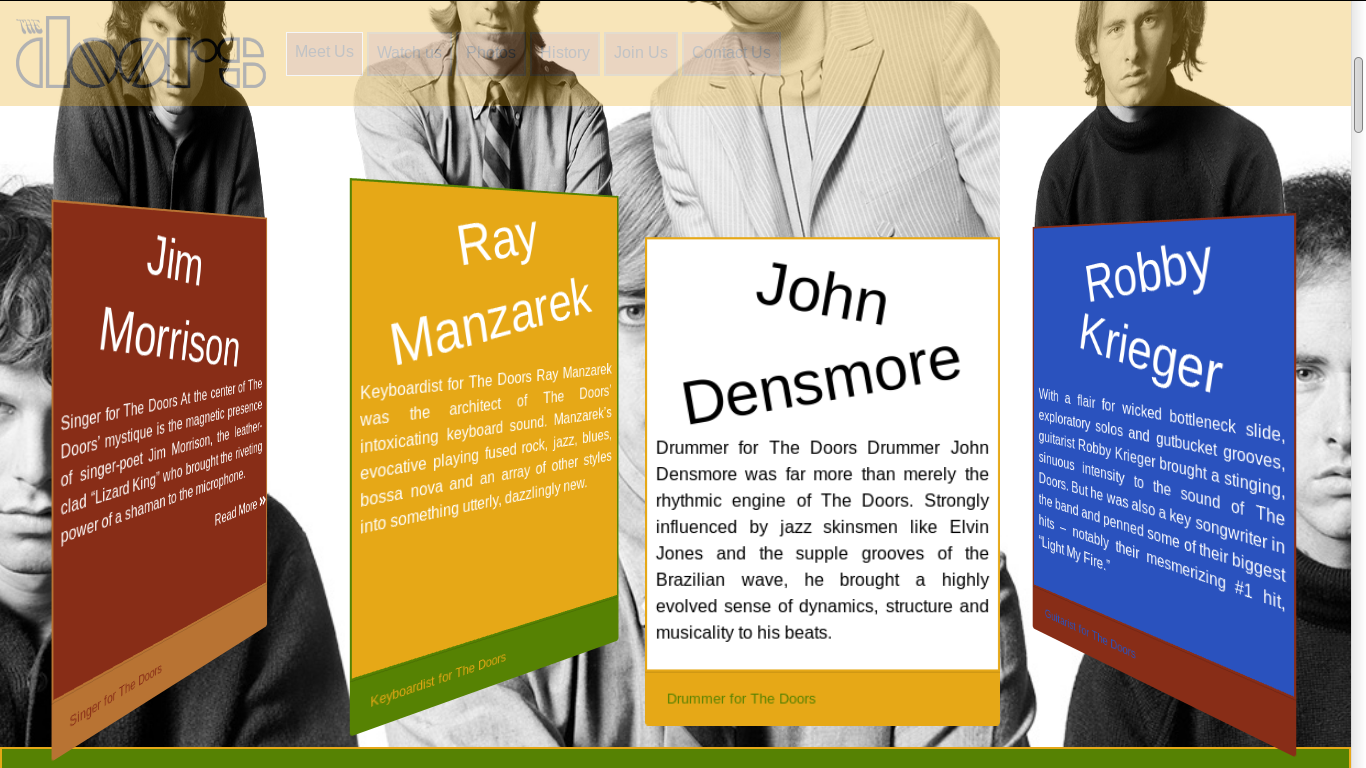 THE
doors
Meet Us
Watch us
Photos
History
Join Us
Contact Us
Jim
Morrison
Singer for The Doors At the center of The
Doors’ mystique is the magnetic presence
of singer-poet Jim Morrison, the leather-
clad “Lizard King” who brought the riveting
power of a shaman to the microphone.
Read More »
Singer for The Doors
Ray
Manzarek
Keyboardist for The Doors Ray Manzarek
was the architect of The Doors’
intoxicating keyboard sound. Manzarek’s
evocative playing fused rock, jazz, blues,
bossa nova and an array of other styles
into something utterly, dazzlingly new.
Keyboardist for The Doors
John
Densmore
Drummer for The Doors Drummer John
Densmore was far more than merely the
rhythmic engine of The Doors. Strongly
influenced by jazz skinsmen like Elvin
Jones and the supple grooves of the
Brazilian wave, he brought a highly
evolved sense of dynamics, structure and
musicality to his beats.
Drummer for The Doors
Robby
Krieger
With a flair for wicked bottleneck slide,
exploratory solos and gutbucket grooves,
guitarist Robby Krieger brought a stinging,
sinuous intensity to the sound of The
Doors. But he was also a key songwriter in
the band and penned some of their biggest
hits – notably their mesmerizing #1 hit,
“Light My Fire.”
Guitarist for The Doors